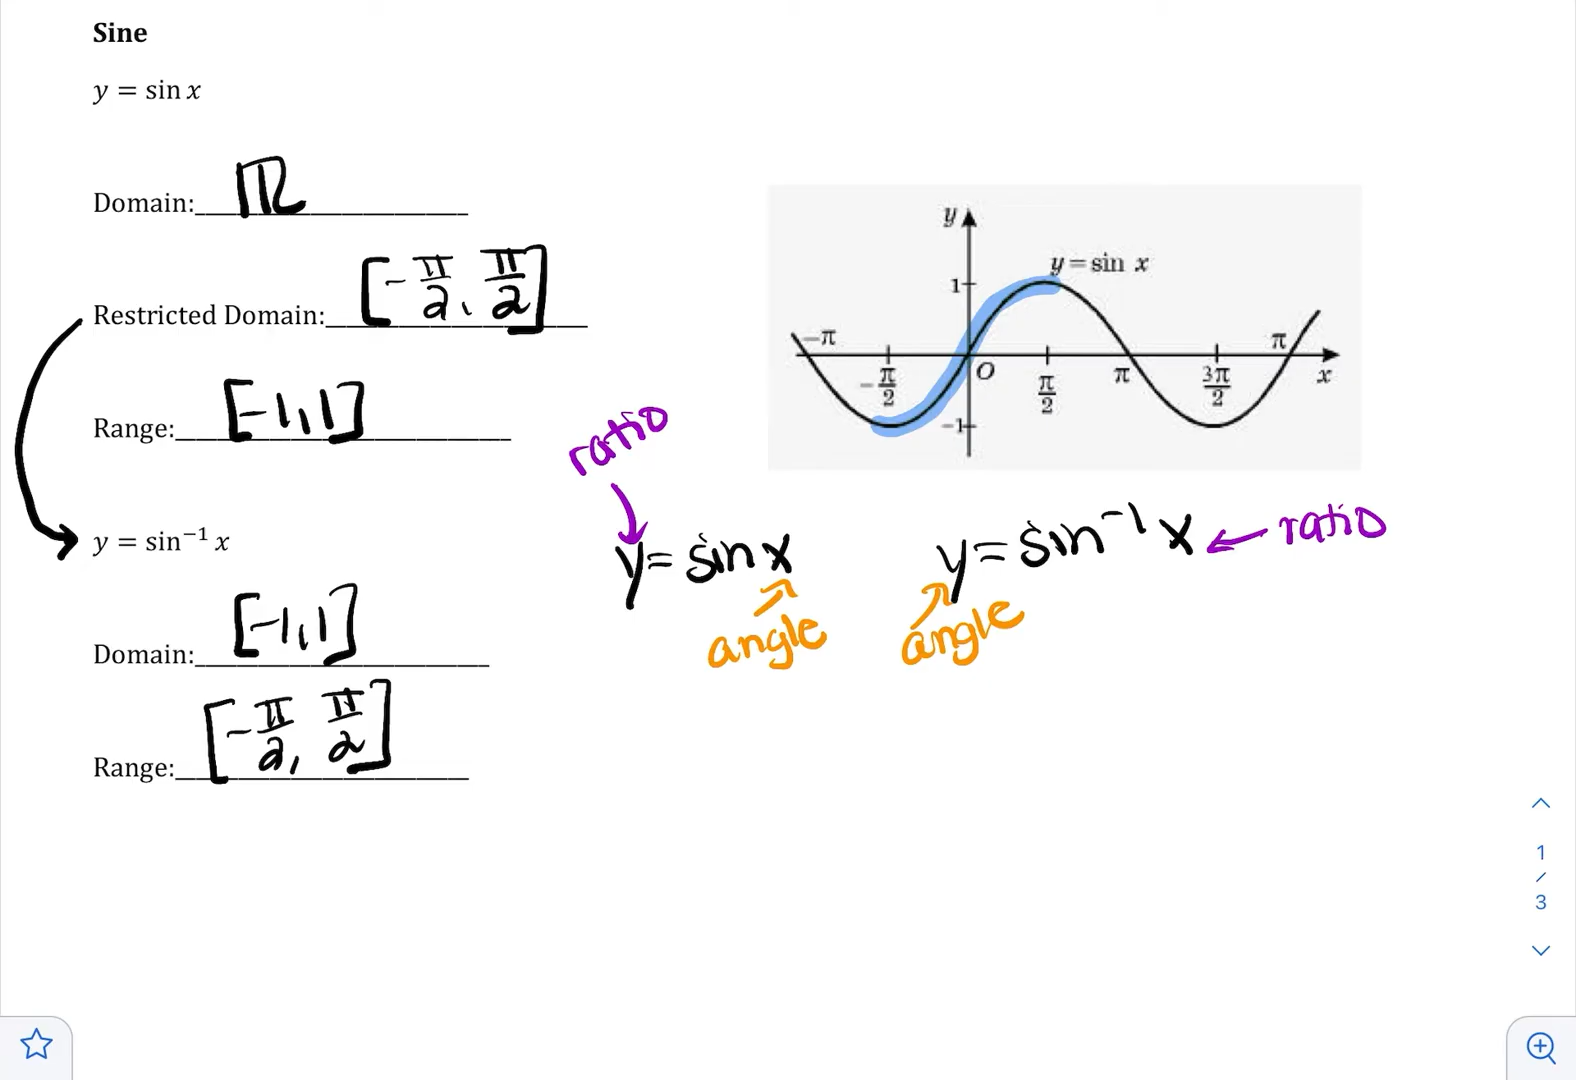 Sine
y = sin x
Domain: ℝ
Restricted Domain: [-π/2, π/2]
Range: [-1, 1]
y = sin⁻¹ x
Domain: [-1, 1]
Range: [-π/2, π/2]
y
y = sin x
1
-π
-π/2
O
π/2
π
3π/2
π
x
-1
ratio
y = sin x
angle
y = sin⁻¹ x
ratio
angle
1
/
3